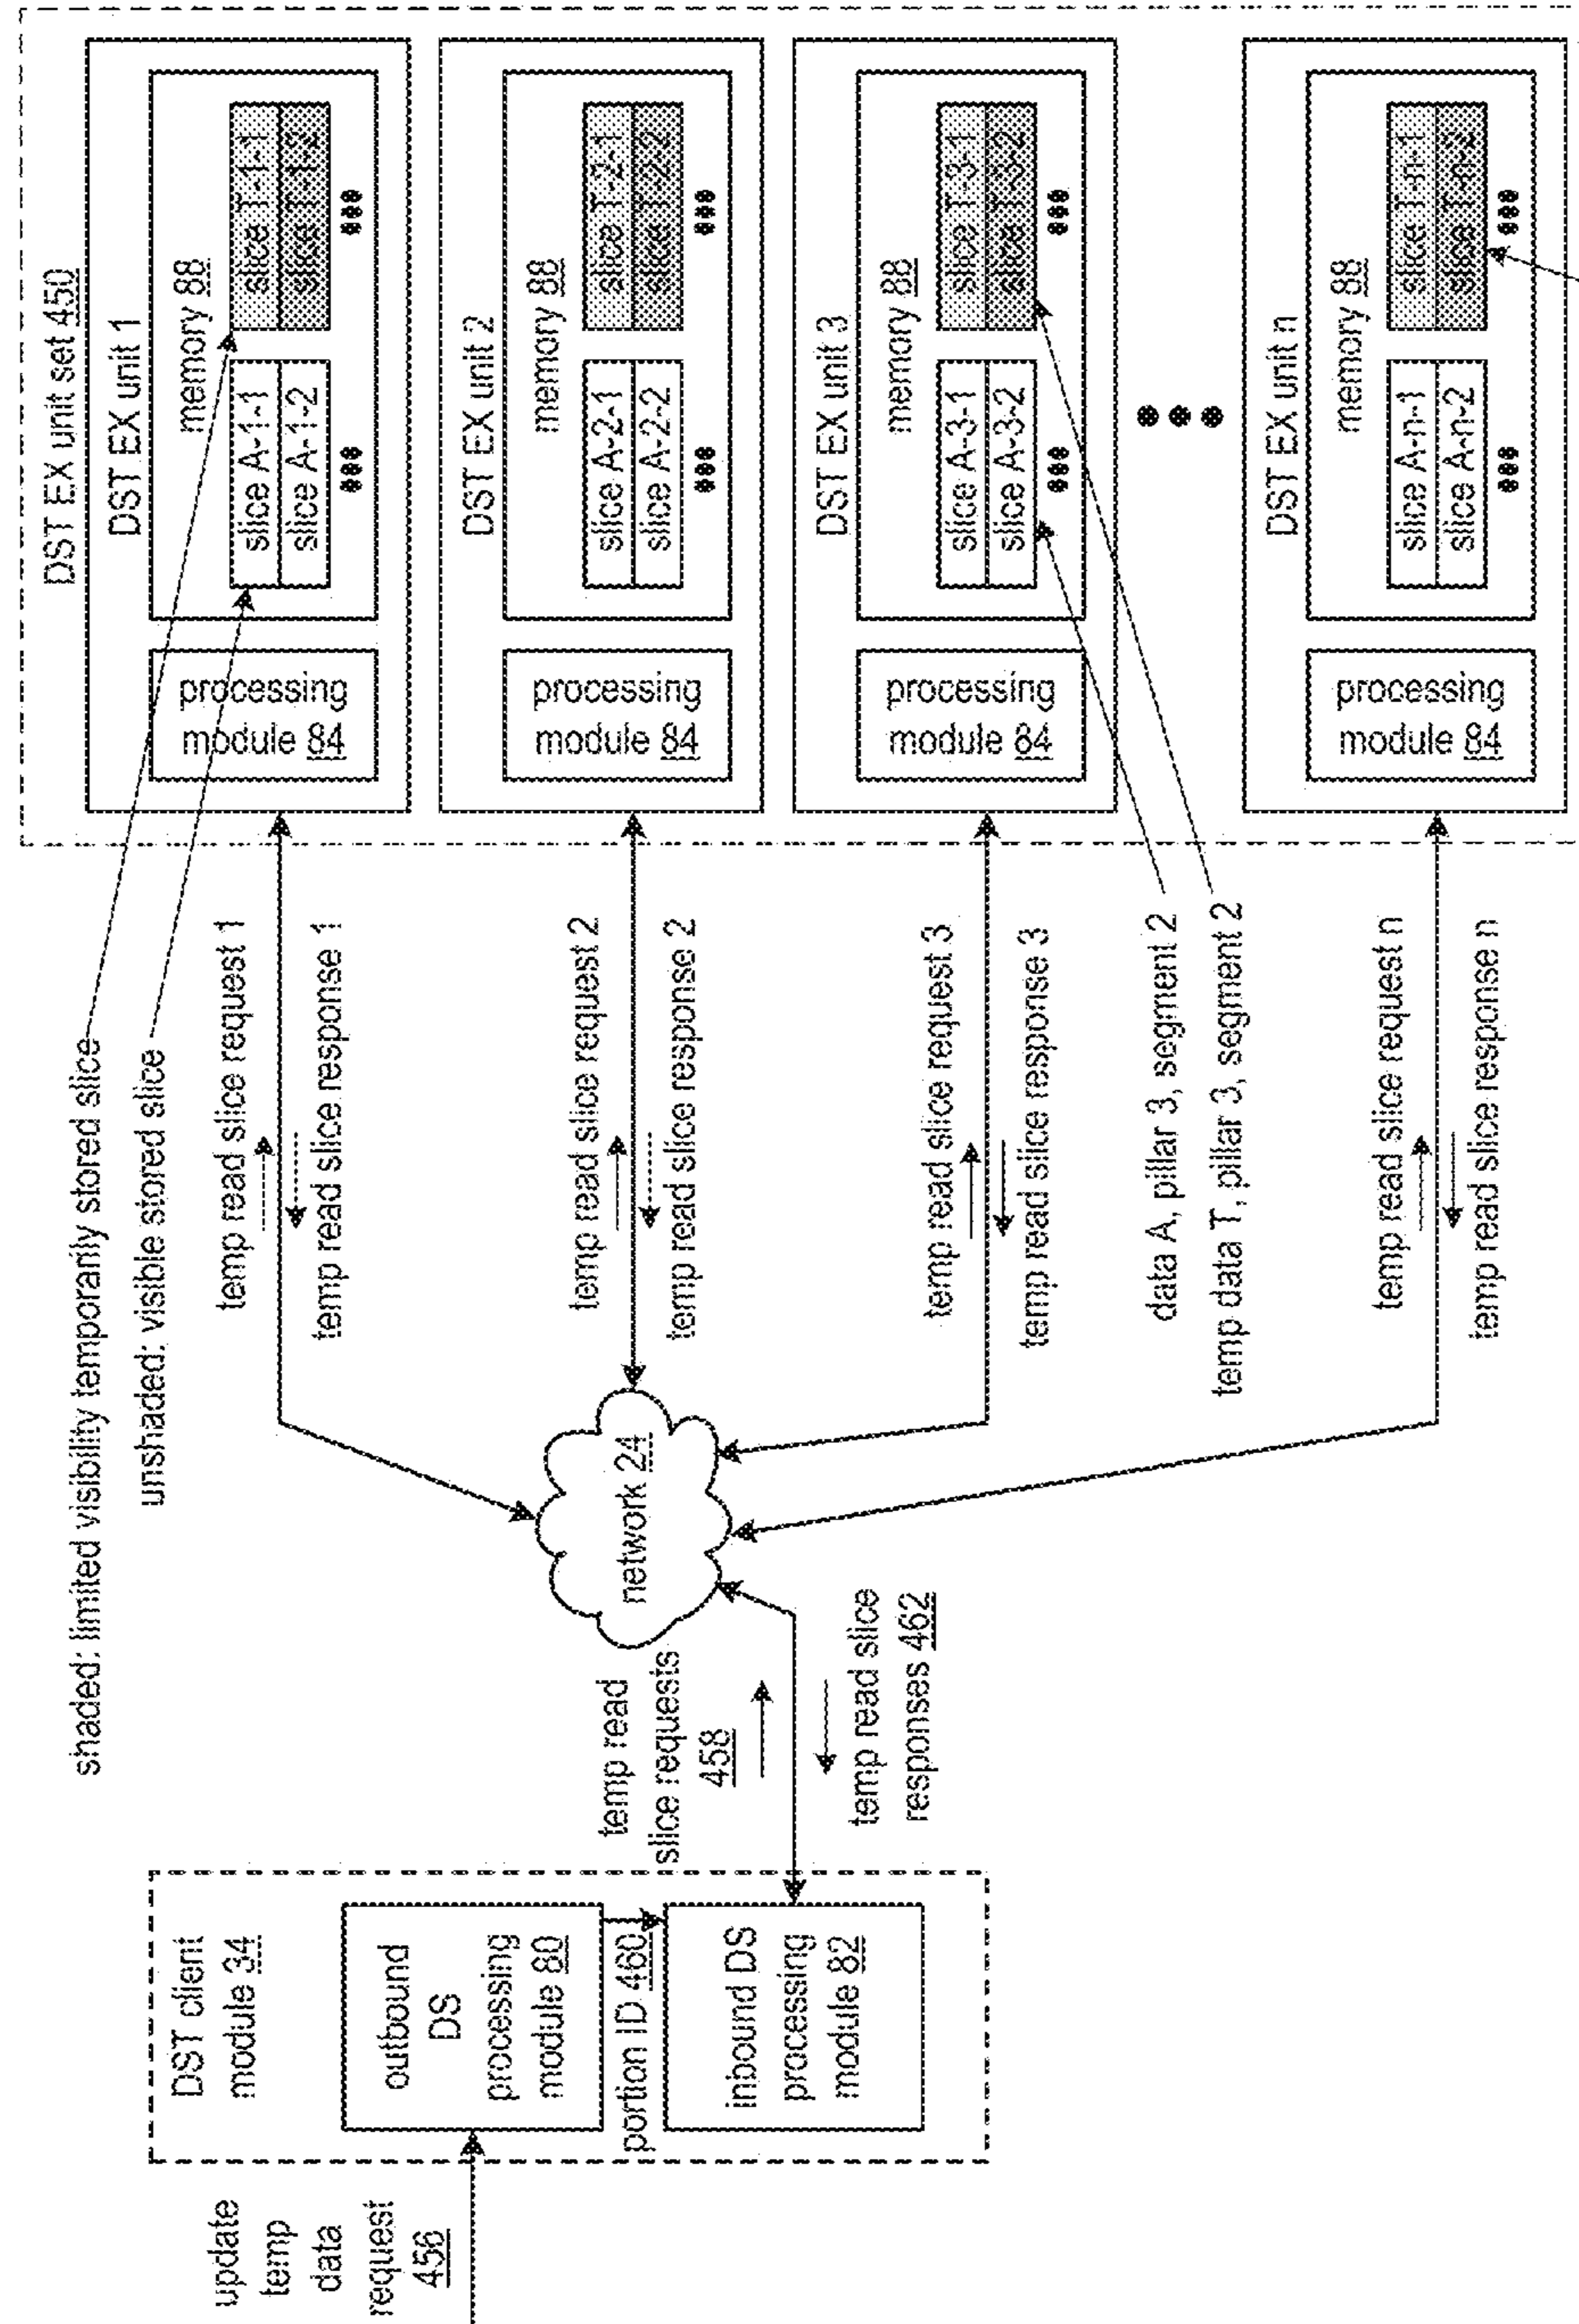 shaded: limited visibility temporarily stored slice
unshaded: visible stored slice
DST EX unit set 450
DST EX unit 1
processing
module 84
memory 88
slice A-1-1
slice A-1-2
slice T-1-1
slice T-1-2
temp read slice request 1
temp read slice response 1
DST EX unit 2
processing
module 84
memory 88
slice A-2-1
slice A-2-2
slice T-2-1
slice T-2-2
temp read slice request 2
temp read slice response 2
DST EX unit 3
processing
module 84
memory 88
slice A-3-1
slice A-3-2
slice T-3-1
slice T-3-2
temp read slice request 3
temp read slice response 3
data A, pillar 3, segment 2
temp data T, pillar 3, segment 2
DST EX unit n
processing
module 84
memory 88
slice A-n-1
slice A-n-2
slice T-n-1
slice T-n-2
temp read slice request n
temp read slice response n
network 24
temp read
slice requests
458
temp read slice
responses 462
DST client
module 34
outbound
DS
processing
module 80
portion ID 460
inbound DS
processing
module 82
update
temp
data
request
456